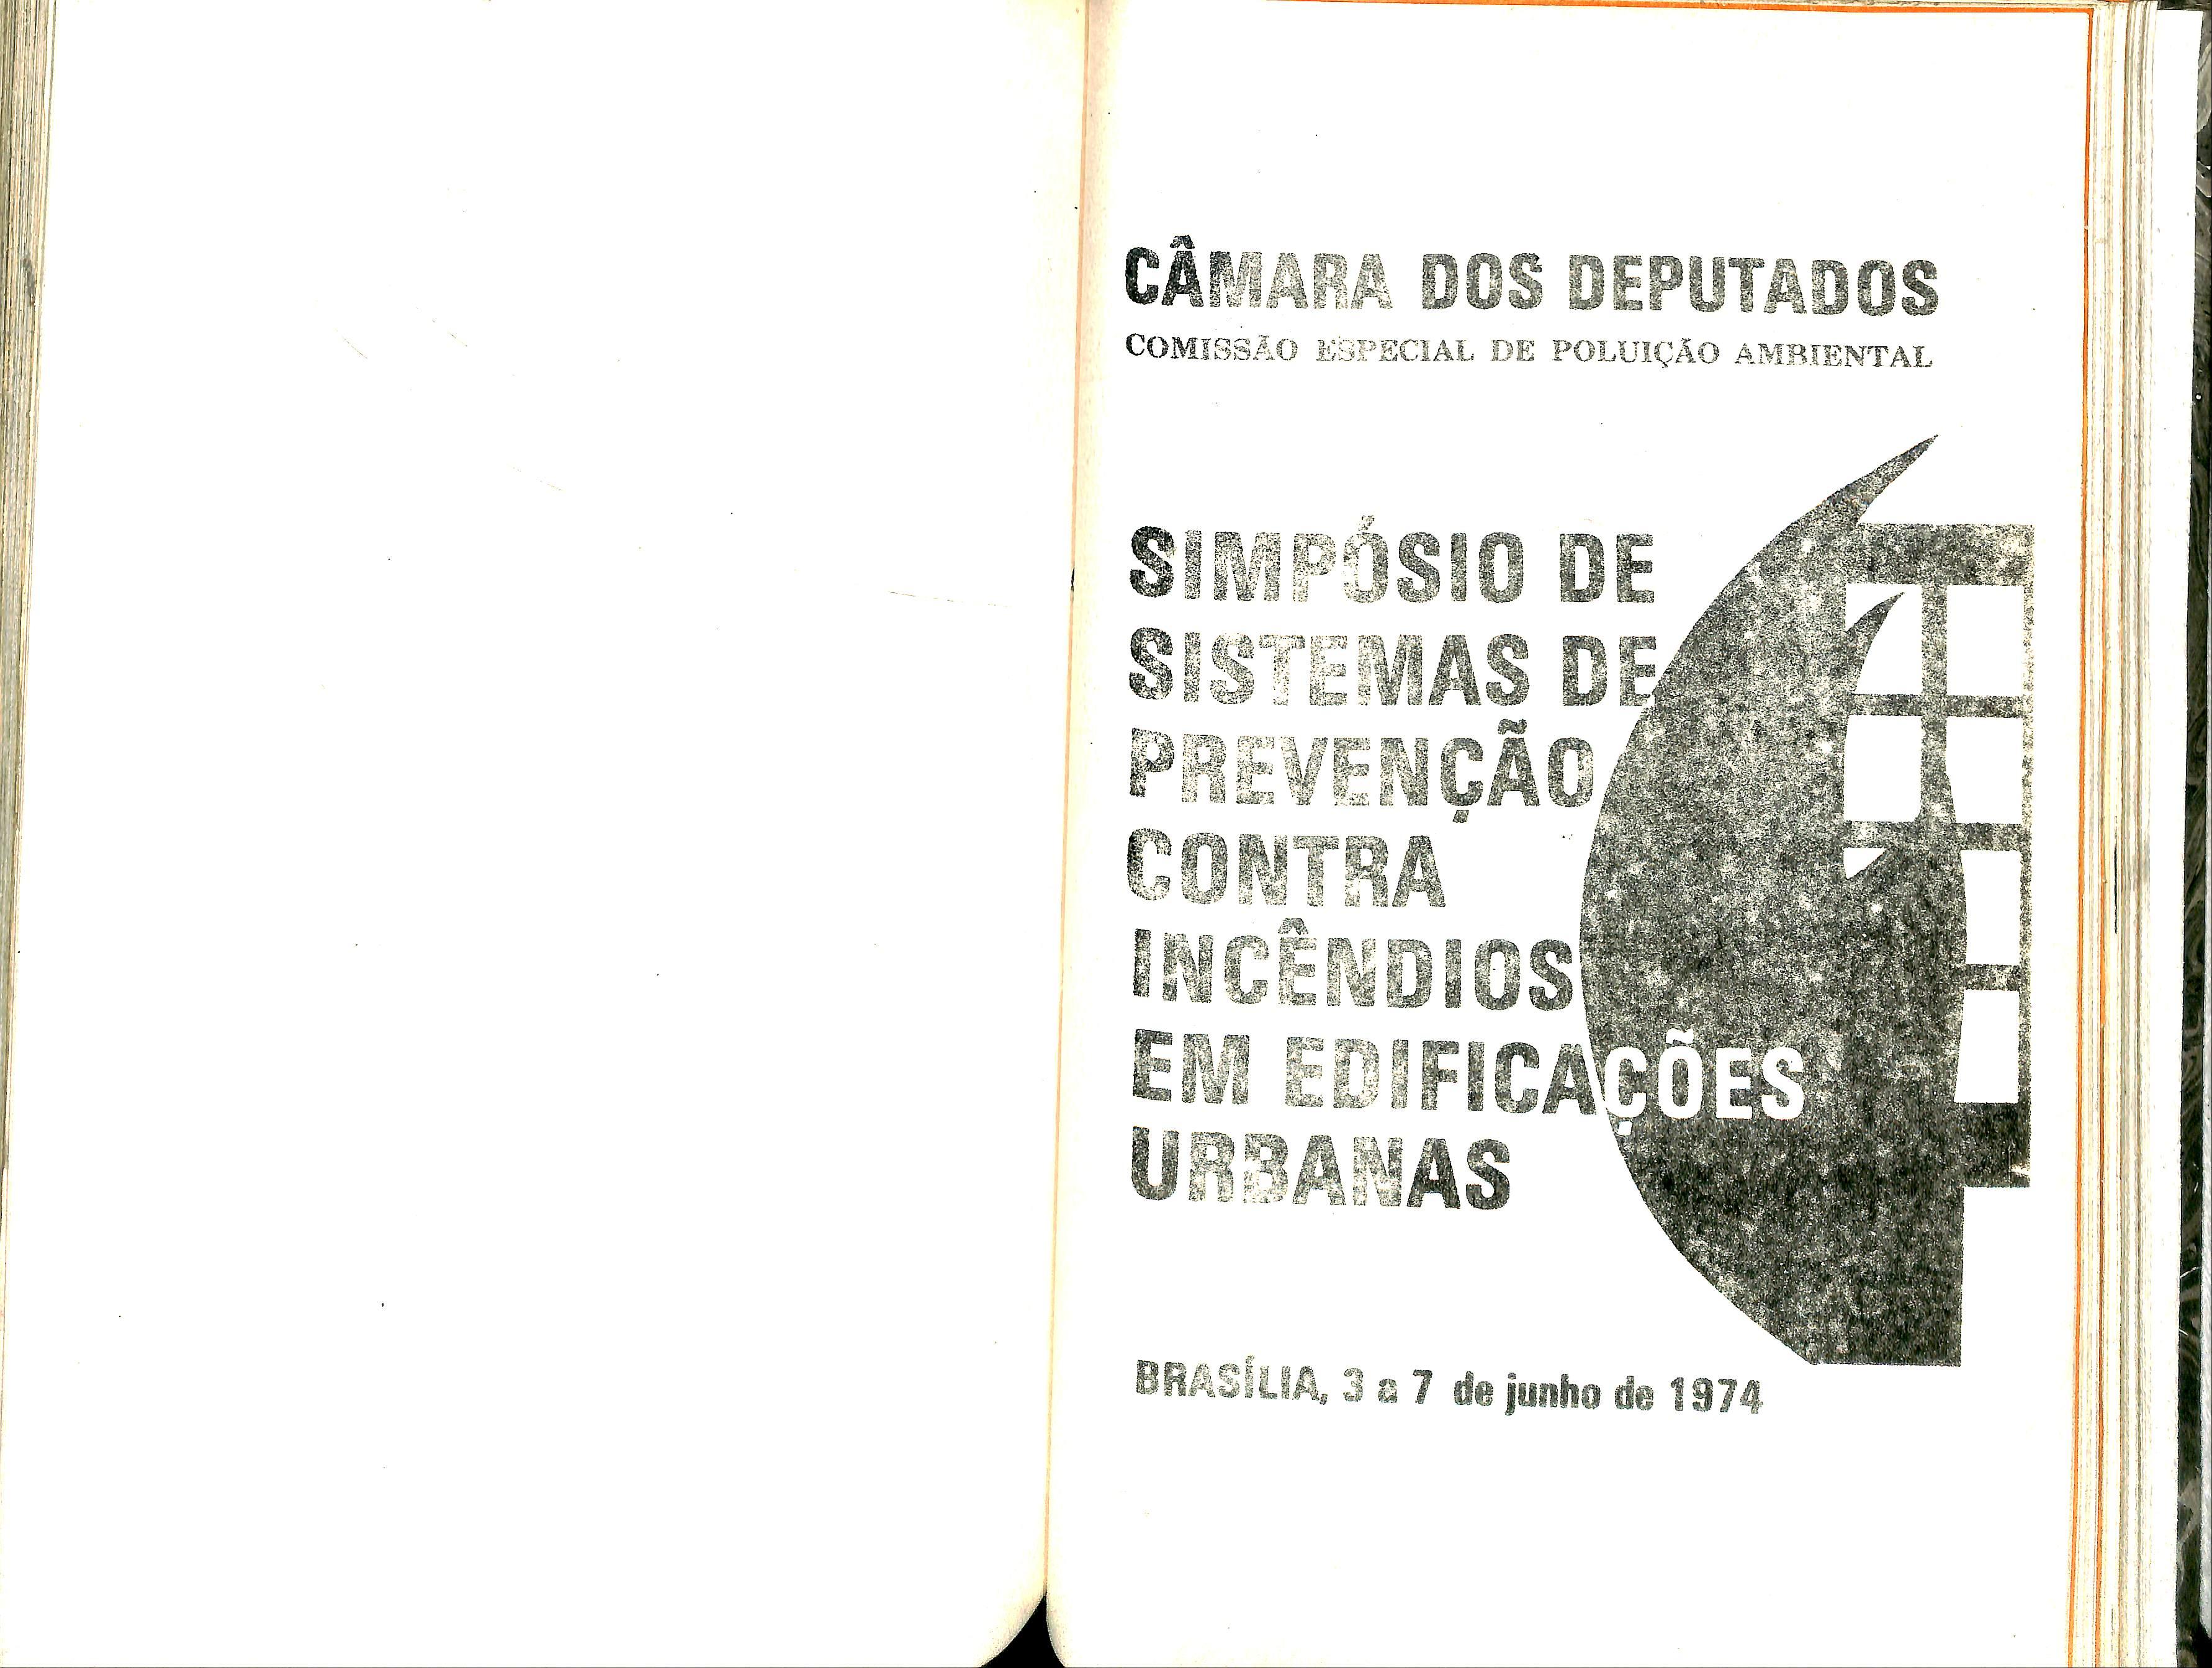 CÂMARA DOS DEPUTADOS
COMISSÃO ESPECIAL DE POLUIÇÃO AMBIENTAL
SIMPÓSIO DE
SISTEMAS DE
PREVENÇÃO
CONTRA
INCÊNDIOS
EM EDIFICAÇÕES
URBANAS
BRASÍLIA, 3 a 7 de junho de 1974